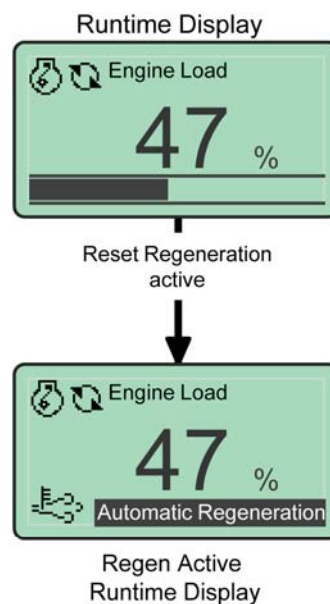 Runtime Display
Engine Load
47 %
Reset Regeneration
active
Engine Load
47 %
Automatic Regeneration
Regen Active
Runtime Display